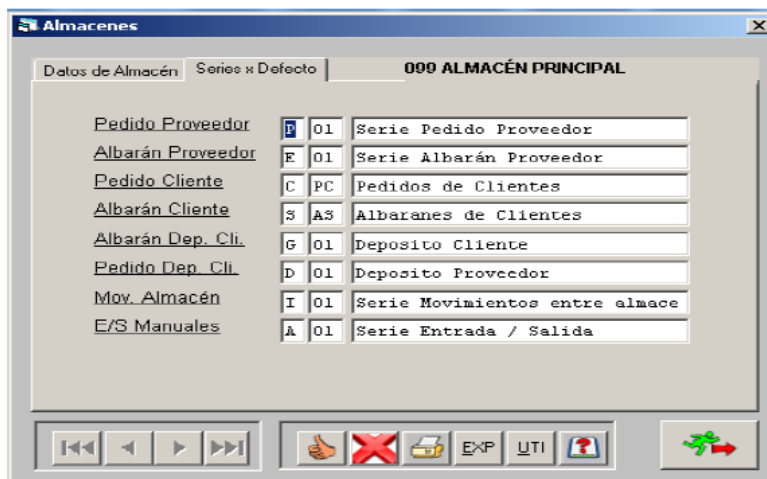 Almacenes
Datos de Almacén Series x Defecto 099 ALMACÉN PRINCIPAL
Pedido Proveedor P 01 Serie Pedido Proveedor
Albarán Proveedor E 01 Serie Albarán Proveedor
Pedido Cliente C PC Pedidos de Clientes
Albarán Cliente S AS Albaranes de Clientes
Albarán Dep. Cli. G 01 Deposito Cliente
Pedido Dep. Cli. D 01 Deposito Proveedor
Mov. Almacén I 01 Serie Movimientos entre almace
E/S Manuales A 01 Serie Entrada / Salida
EXP UTI ?